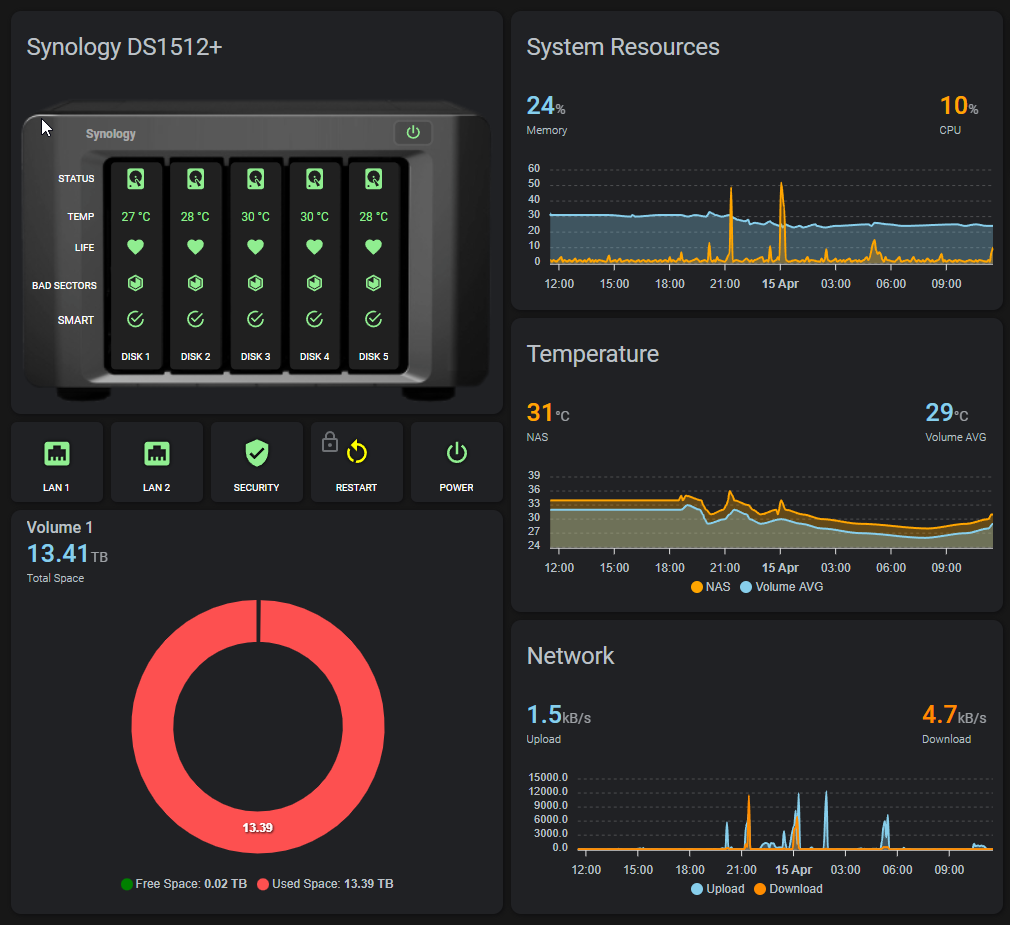 Synology DS1512+
Synology
STATUS
TEMP 27 °C 28 °C 30 °C 30 °C 28 °C
LIFE
BAD SECTORS
SMART
DISK 1 DISK 2 DISK 3 DISK 4 DISK 5
LAN 1 LAN 2 SECURITY RESTART POWER
Volume 1
13.41TB
Total Space
13.39
Free Space: 0.02 TB Used Space: 13.39 TB
System Resources
24% 10%
Memory CPU
60
50
40
30
20
10
0
12:00 15:00 18:00 21:00 15 Apr 03:00 06:00 09:00
Temperature
31°C 29°C
NAS Volume AVG
39
36
33
30
27
24
12:00 15:00 18:00 21:00 15 Apr 03:00 06:00 09:00
NAS Volume AVG
Network
1.5kB/s 4.7kB/s
Upload Download
15000.0
12000.0
9000.0
6000.0
3000.0
0.0
12:00 15:00 18:00 21:00 15 Apr 03:00 06:00 09:00
Upload Download